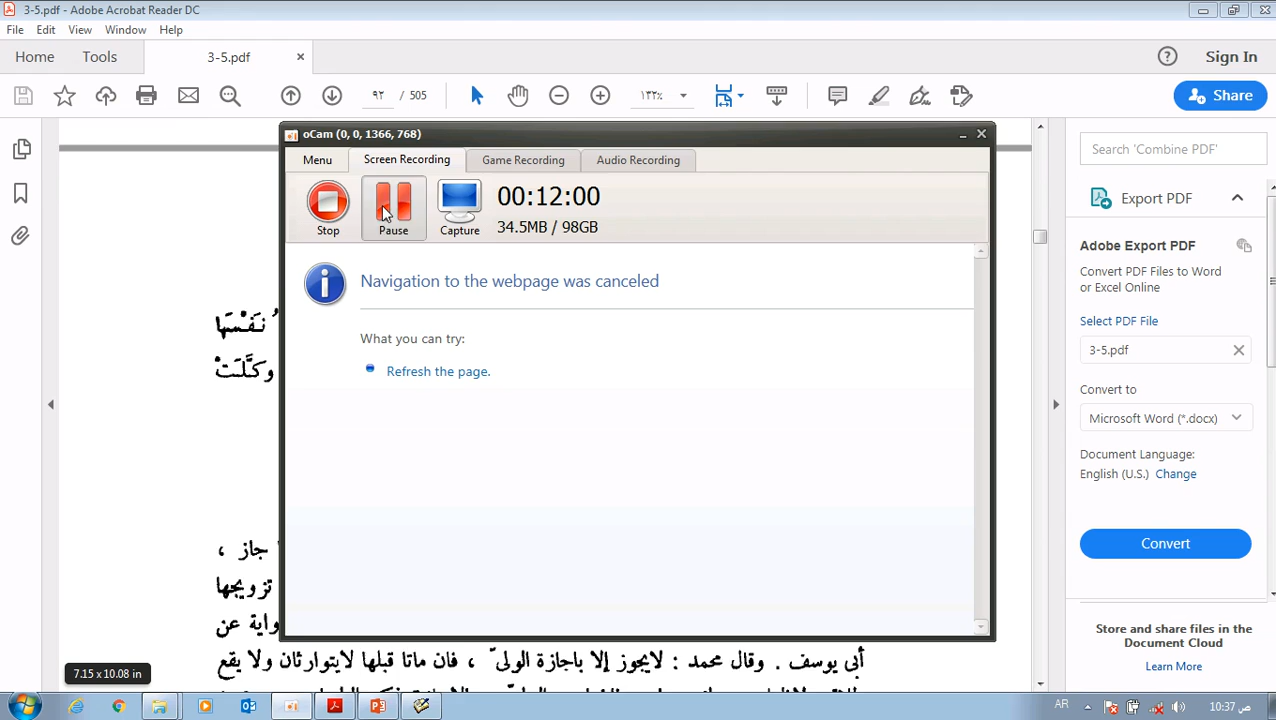 3-5.pdf - Adobe Acrobat Reader DC
File Edit View Window Help
Home Tools 3-5.pdf Sign In
٩٢ / 505 ١٣٢٪ Share
oCam (0, 0, 1366, 768)
Menu Screen Recording Game Recording Audio Recording
Stop Pause Capture
00:12:00
34.5MB / 98GB
Navigation to the webpage was canceled
What you can try:
Refresh the page.
نَفْسَهَا
وَكَّلَتْ
جاز ،
تزويجها
رواية عن
أبى يوسف . وقال محمد : لايجوز إلا باجازة الولىّ ، فان ماتا قبلها لايتوارثان ولا يقع
7.15 x 10.08 in
Search 'Combine PDF'
Export PDF
Adobe Export PDF
Convert PDF Files to Word
or Excel Online
Select PDF File
3-5.pdf
Convert to
Microsoft Word (*.docx)
Document Language:
English (U.S.) Change
Convert
Store and share files in the
Document Cloud
Learn More
AR
10:37 ص